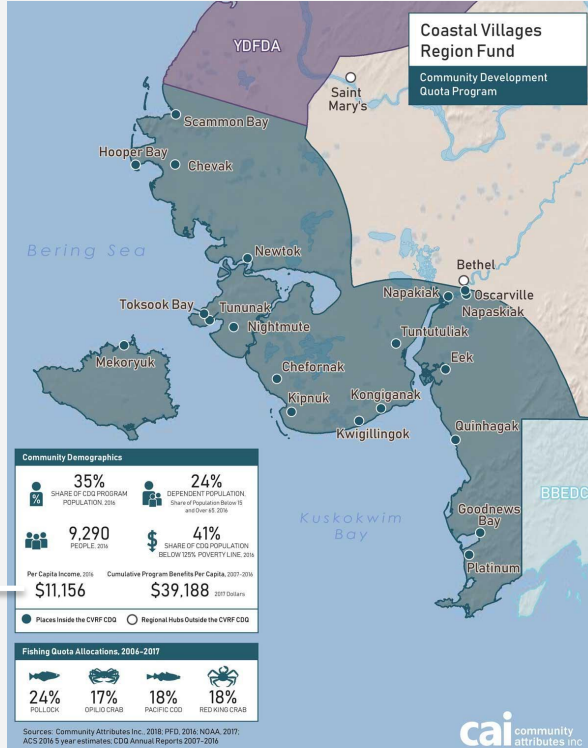 Coastal Villages
Region Fund
Community Development
Quota Program
YDFDA
Saint
Mary's
Scammon Bay
Hooper Bay
Chevak
Bering Sea
Newtok
Bethel
Napakiak
Oscarville
Napaskiak
Toksook Bay
Tununak
Nightmute
Tuntutuliak
Mekoryuk
Chefornak
Eek
Kipnuk
Kongiganak
Kwigillingok
Quinhagak
BBEDC
Kuskokwim
Bay
Goodnews
Bay
Platinum
Community Demographics
35%
SHARE OF CDQ PROGRAM
POPULATION, 2016
24%
DEPENDENT POPULATION,
Share of Population Below 15
and Over 65, 2016
9,290
PEOPLE, 2016
41%
SHARE OF CDQ POPULATION
BELOW 125% POVERTY LINE, 2016
Per Capita Income, 2016
$11,156
Cumulative Program Benefits Per Capita, 2007-2016
$39,188 2017 Dollars
Places Inside the CVRF CDQ
Regional Hubs Outside the CVRF CDQ
Fishing Quota Allocations, 2006-2017
24%
POLLOCK
17%
OPILIO CRAB
18%
PACIFIC COD
18%
RED KING CRAB
Sources: Community Attributes Inc., 2018; PFD, 2016; NOAA, 2017;
ACS 2016 5 year estimates; CDQ Annual Reports 2007-2016
cai community
attributes inc